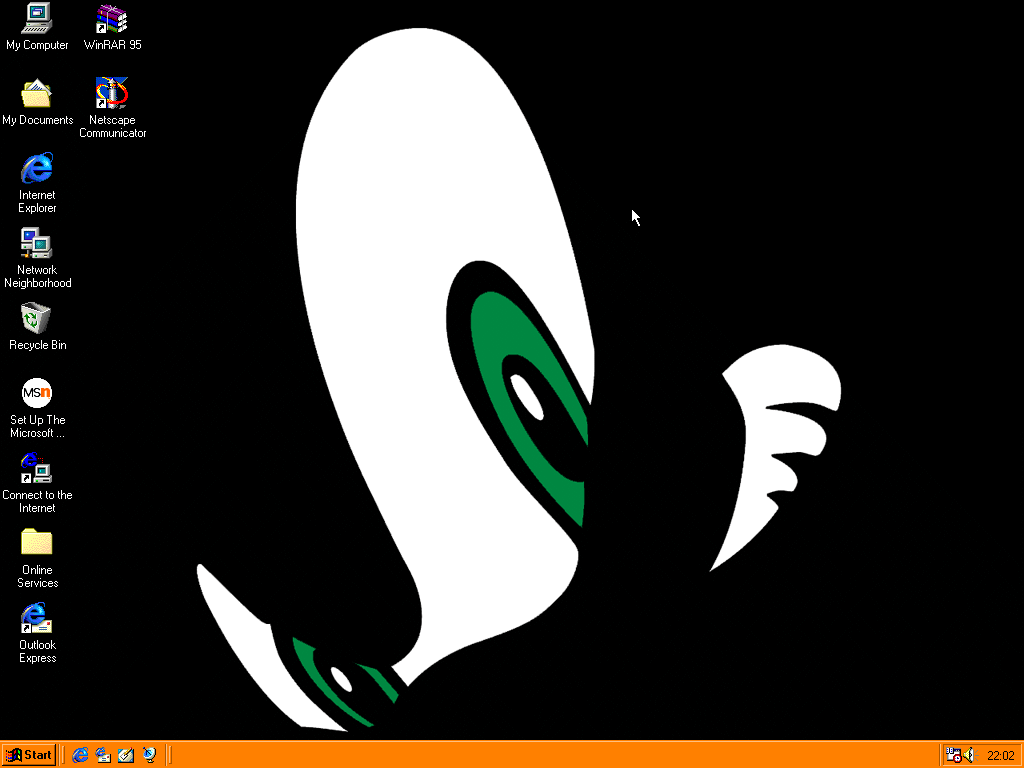 My Computer
WinRAR 95
My Documents
Netscape
Communicator
Internet
Explorer
Network
Neighborhood
Recycle Bin
MSn
Set Up The
Microsoft ...
Connect to the
Internet
Online
Services
Outlook
Express
Start
22:02